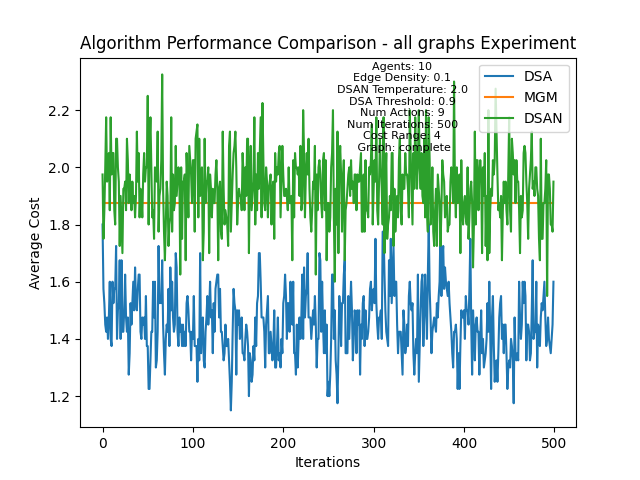 Algorithm Performance Comparison - all graphs Experiment
Agents: 10
Edge Density: 0.1
DSAN Temperature: 2.0
DSA Threshold: 0.9
Num Actions: 9
Num Iterations: 500
Cost Range: 4
Graph: complete
DSA
MGM
DSAN
Average Cost
2.2
2.0
1.8
1.6
1.4
1.2
0
100
200
300
400
500
Iterations